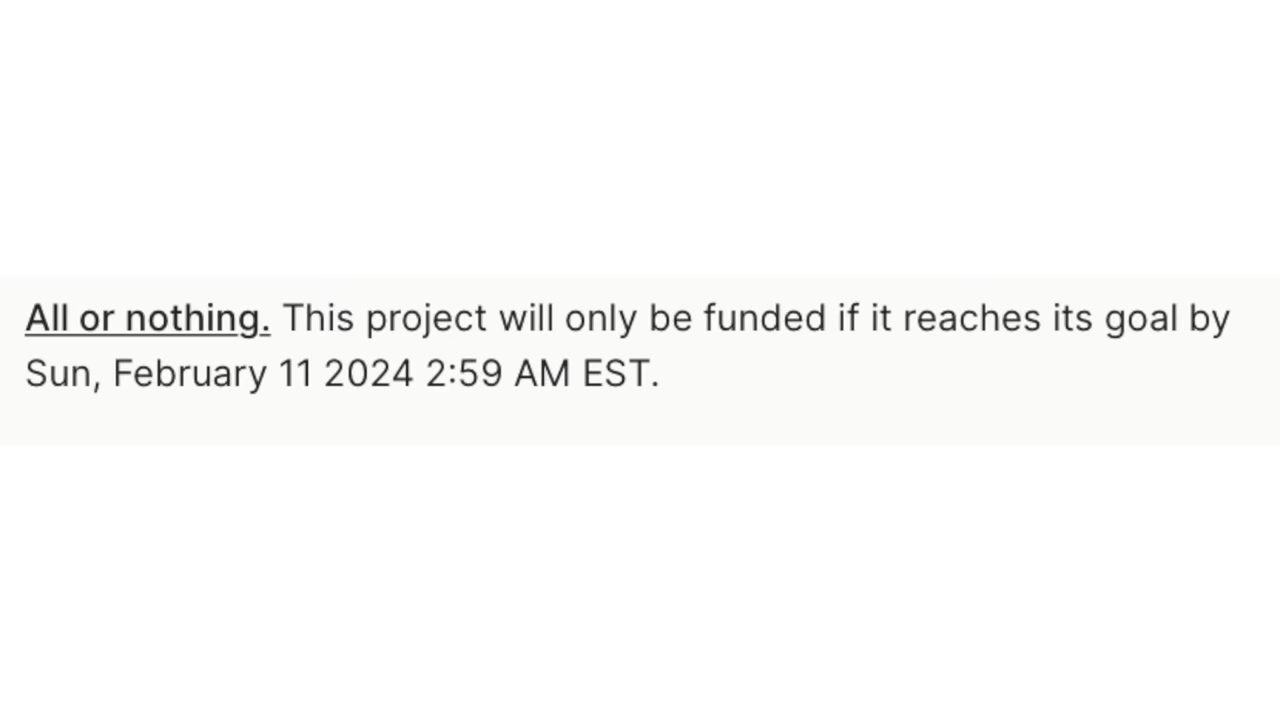 All or nothing. This project will only be funded if it reaches its goal by
Sun, February 11 2024 2:59 AM EST.